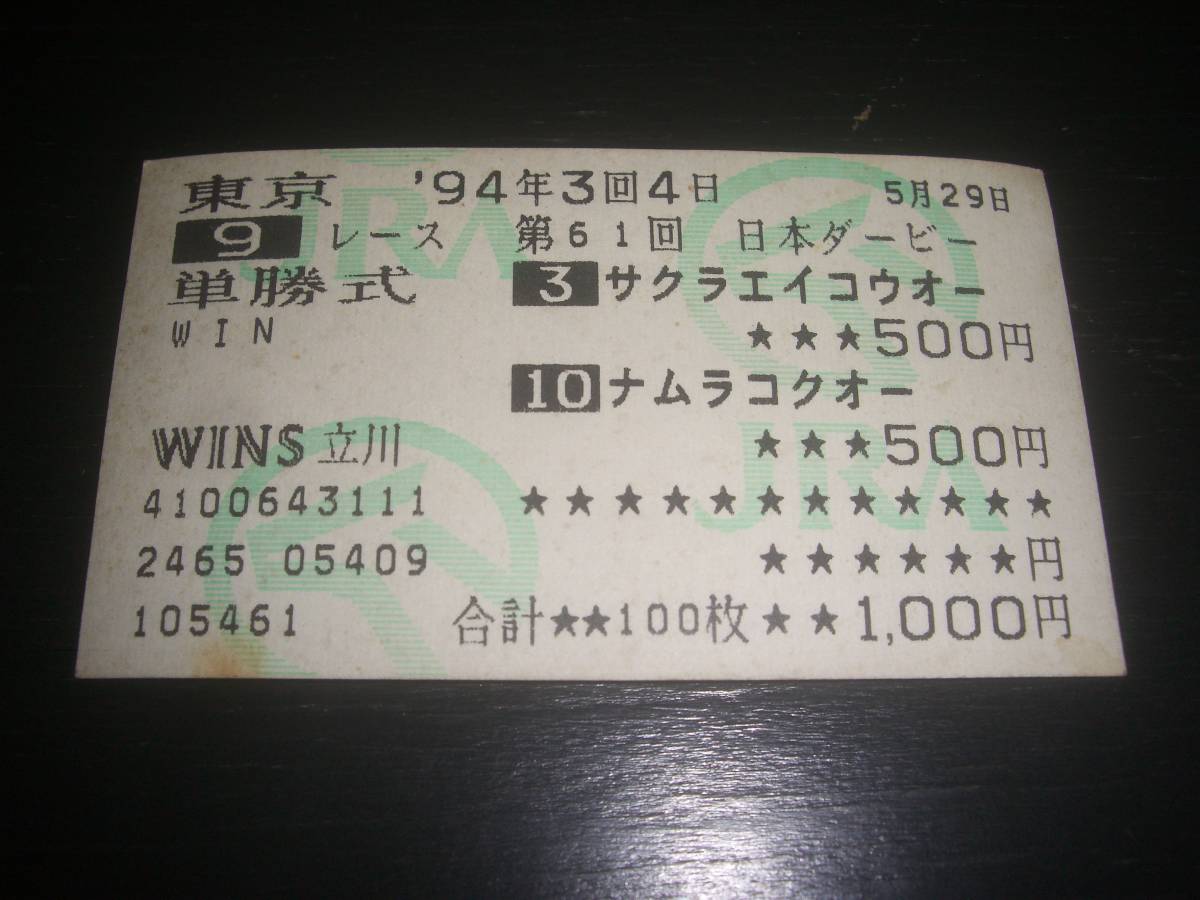 東京 '94年3回4日 5月29日
9 レース 第61回 日本ダービー
単勝式 3 サクラエイコウオー
WIN ★★★500円
10 ナムラコクオー
WINS 立川 ★★★500円
4100643111 ★★★★★★★★★★★★★
2465 05409 ★★★★★★円
105461 合計★★100枚★★1,000円
JRA
JRA